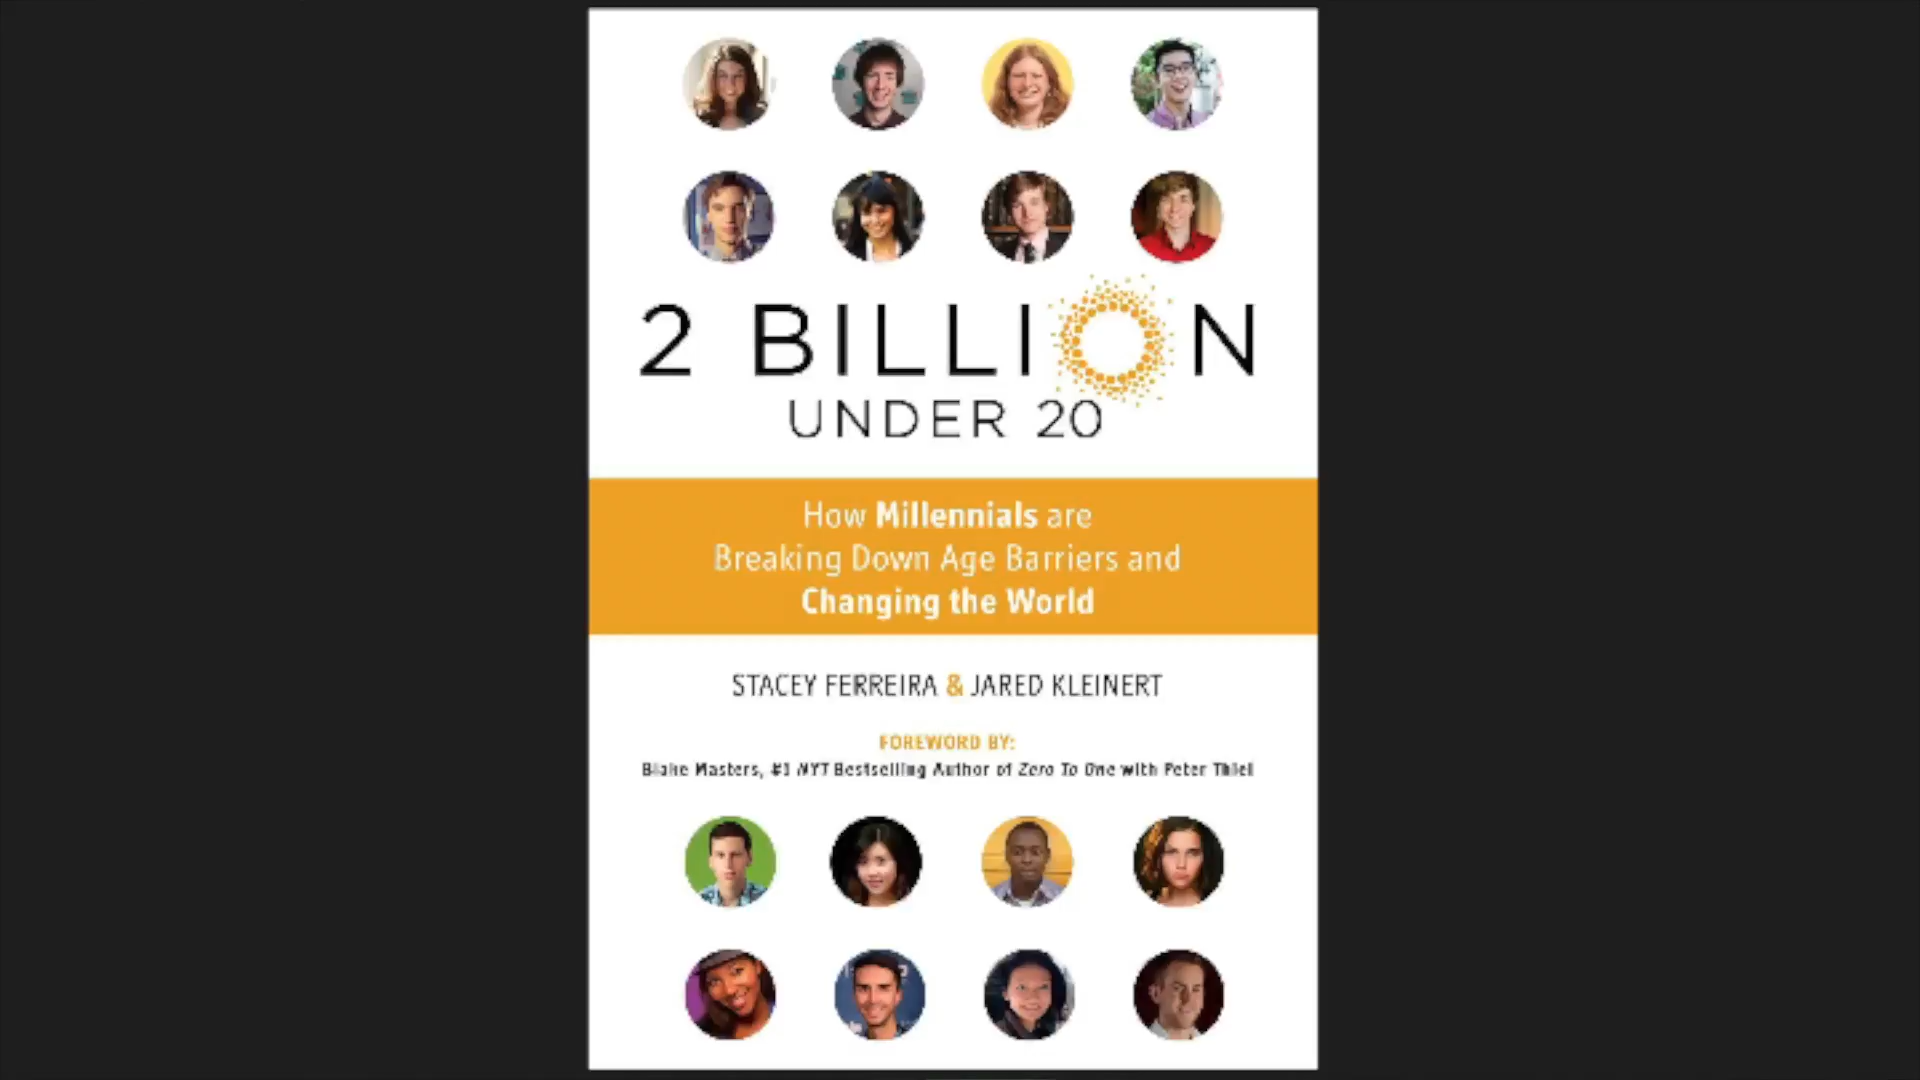 2 BILLION
UNDER 20
How Millennials are
Breaking Down Age Barriers and
Changing the World
STACEY FERREIRA & JARED KLEINERT
FOREWORD BY:
Blake Masters, #1 NYT Bestselling Author of Zero To One with Peter Thiel